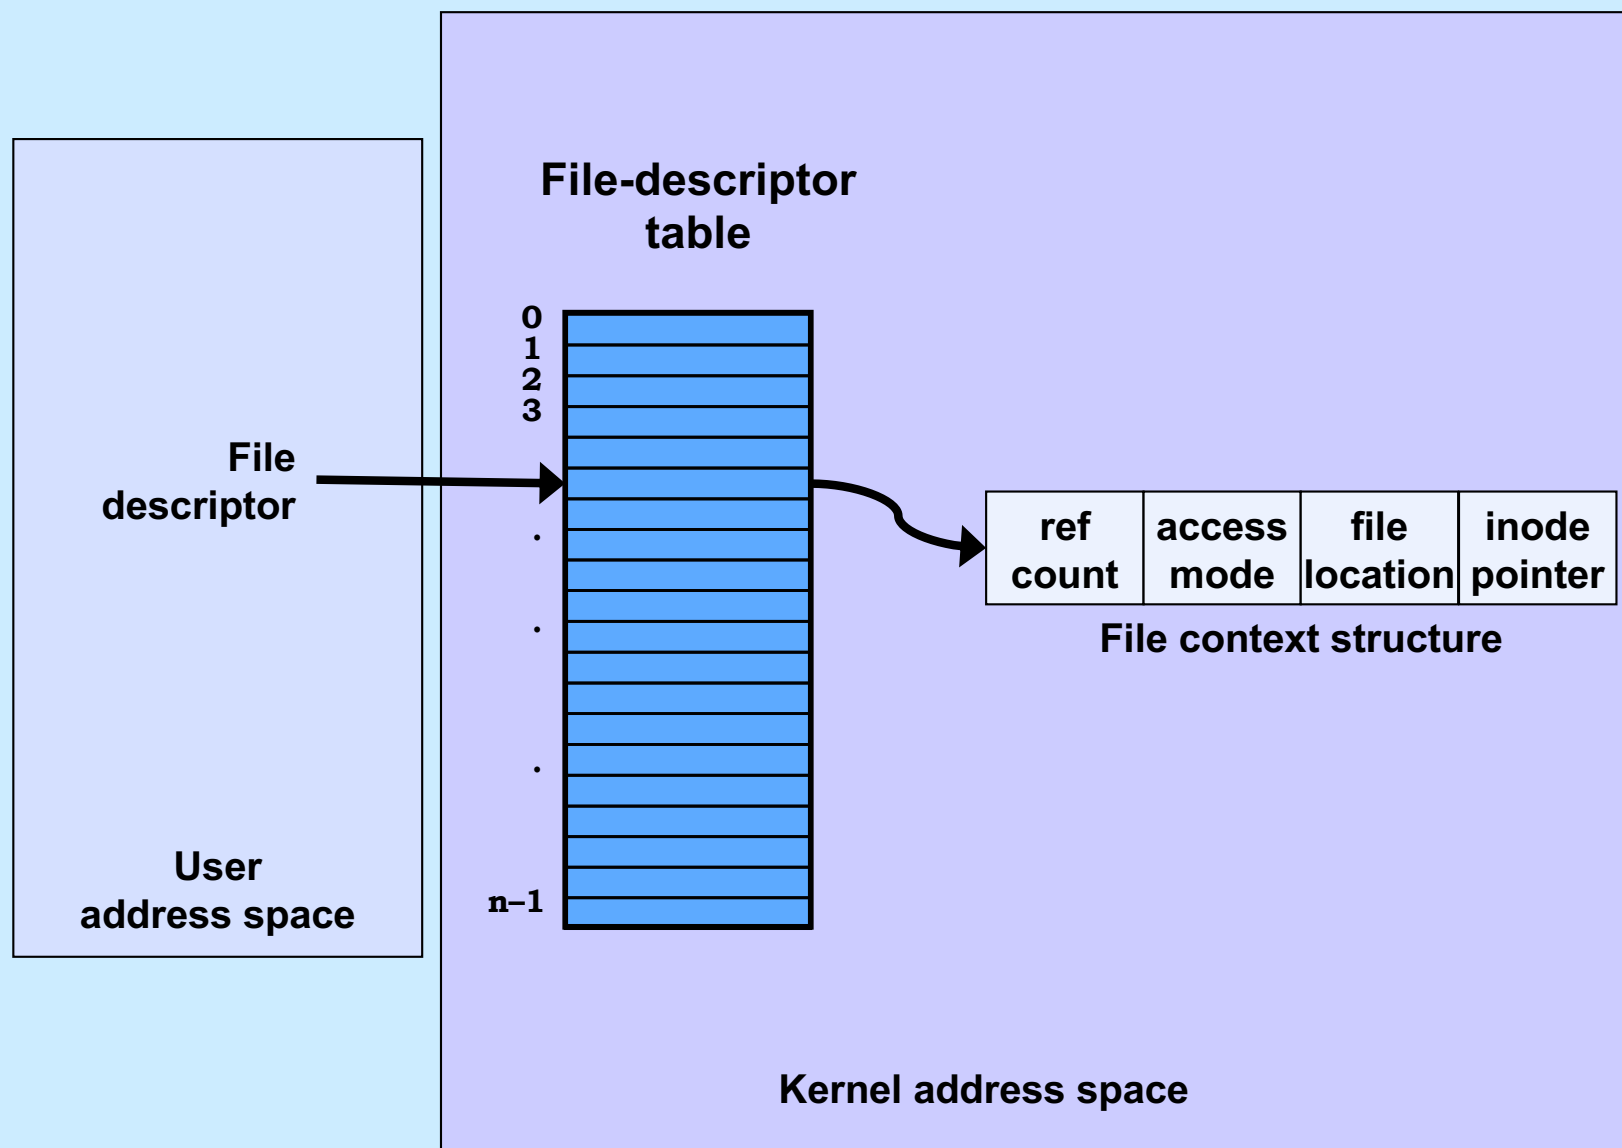 File-descriptor
table
0
1
2
3
File
descriptor
.
.
.
n–1
ref
count
access
mode
file
location
inode
pointer
File context structure
User
address space
Kernel address space